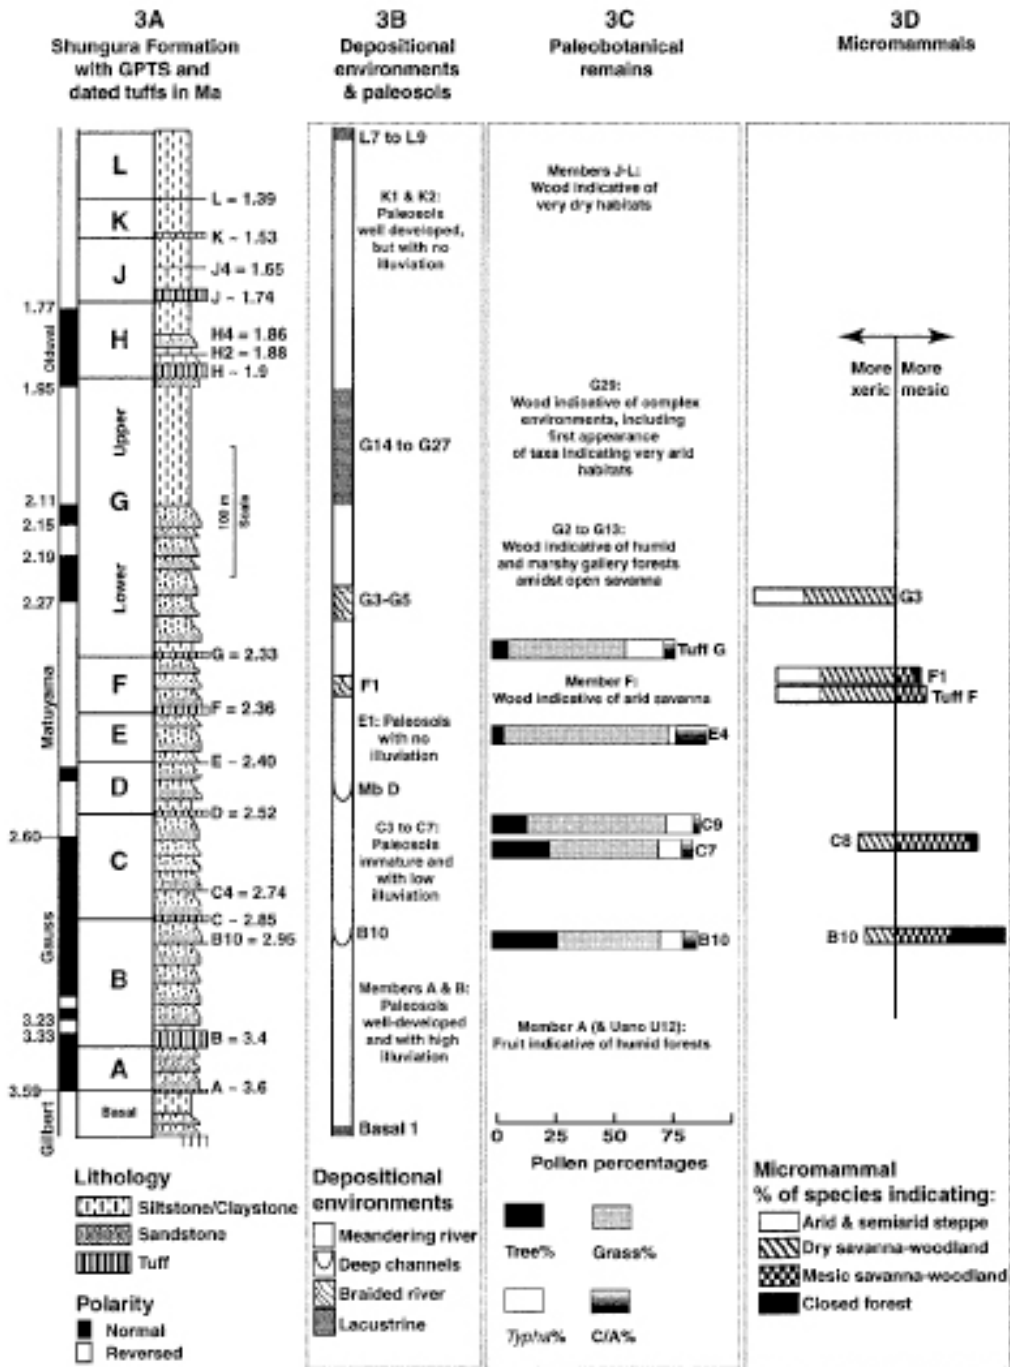 3A
Shungura Formation
with GPTS and
dated tuffs in Ma
L
K
J
H
Upper
G
Lower
F
E
D
C
B
A
Basal
L = 1.39
K ~ 1.53
J4 = 1.65
J ~ 1.74
H4 = 1.86
H2 = 1.88
H ~ 1.9
G = 2.33
F = 2.36
E ~ 2.40
D = 2.52
C4 = 2.74
C ~ 2.85
B10 = 2.95
B = 3.4
A ~ 3.6
1.77
Olduvai
1.95
2.11
2.15
2.19
2.27
Matuyama
2.60
Gauss
3.23
3.33
3.59
Gilbert
100 m
Scale
Lithology
Siltstone/Claystone
Sandstone
Tuff
Polarity
Normal
Reversed
3B
Depositional
environments
& paleosols
L7 to L9
K1 & K2:
Paleosols
well developed,
but with no
illuviation
G14 to G27
G3-G5
F1
E1: Paleosols
with no
illuviation
Mb D
C3 to C7:
Paleosols
immature and
with low
illuviation
B10
Members A & B:
Paleosols
well-developed
and with high
illuviation
Basal 1
Depositional
environments
Meandering river
Deep channels
Braided river
Lacustrine
3C
Paleobotanical
remains
Members J-L:
Wood indicative of
very dry habitats
G29:
Wood indicative of complex
environments, including
first appearance
of taxa indicating very arid
habitats
G2 to G13:
Wood indicative of humid
and marshy gallery forests
amidst open savanna
Tuff G
Member F:
Wood indicative of arid savanna
E4
C9
C7
B10
Member A (& Usno U12):
Fruit indicative of humid forests
0 25 50 75
Pollen percentages
Tree% Grass%
Typha% C/A%
3D
Micromammals
More More
xeric mesic
G3
F1
Tuff F
C8
B10
Micromammal
% of species indicating:
Arid & semiarid steppe
Dry savanna-woodland
Mesic savanna-woodland
Closed forest